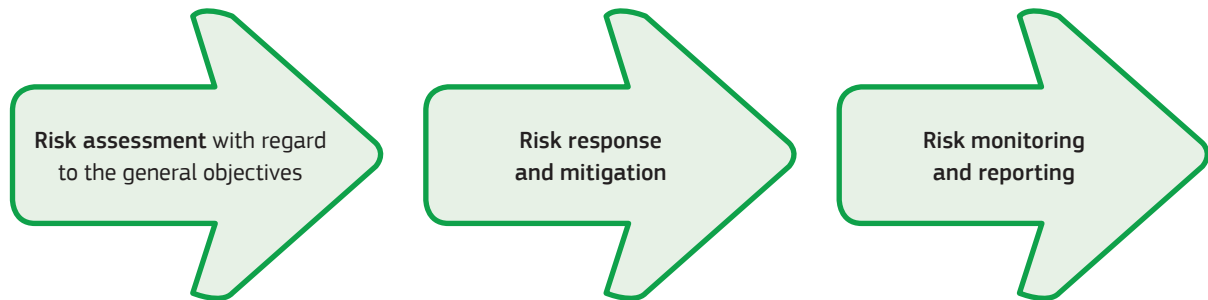 Risk assessment with regard
to the general objectives
Risk response
and mitigation
Risk monitoring
and reporting